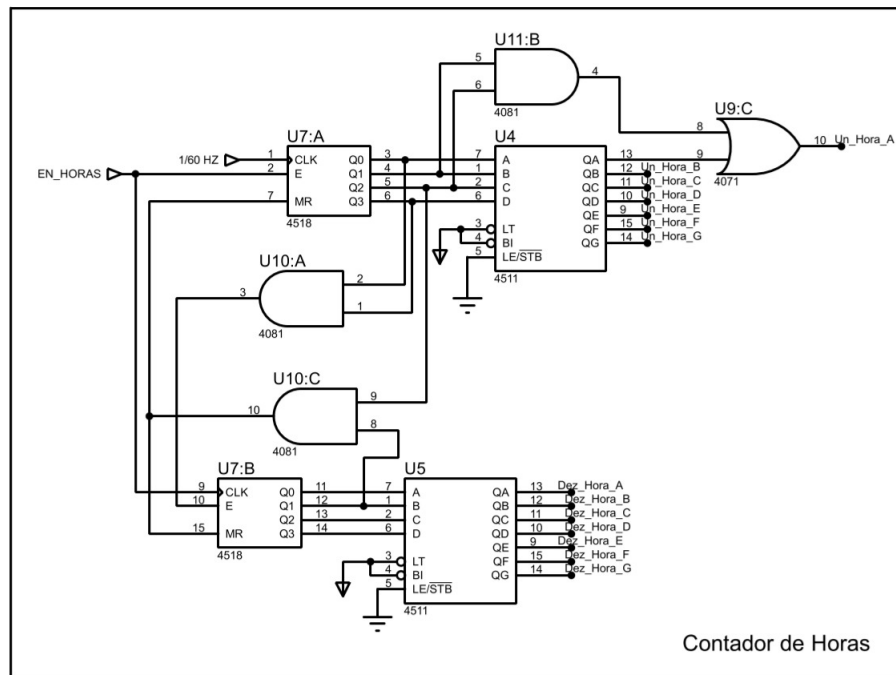 U11:B
5
6
4
4081
U9:C
8
9
10
Un_Hora_A
4071
EN_HORAS
1/60 HZ
U7:A
1 CLK Q0 3
2 E Q1 4
Q2 5
7 MR Q3 6
4518
U4
7 A QA 13
1 B QB 12 Un_Hora_B
2 C QC 11 Un_Hora_C
6 D QD 10 Un_Hora_D
QE 9 Un_Hora_E
3 LT QF 15 Un_Hora_F
4 BI QG 14 Un_Hora_G
5 LE/STB
4511
U10:A
3
2
1
4081
U10:C
10
9
8
4081
U7:B
9 CLK Q0 11
10 E Q1 12
Q2 13
15 MR Q3 14
4518
U5
7 A QA 13 Dez_Hora_A
1 B QB 12 Dez_Hora_B
2 C QC 11 Dez_Hora_C
6 D QD 10 Dez_Hora_D
QE 9 Dez_Hora_E
3 LT QF 15 Dez_Hora_F
4 BI QG 14 Dez_Hora_G
5 LE/STB
4511
Contador de Horas